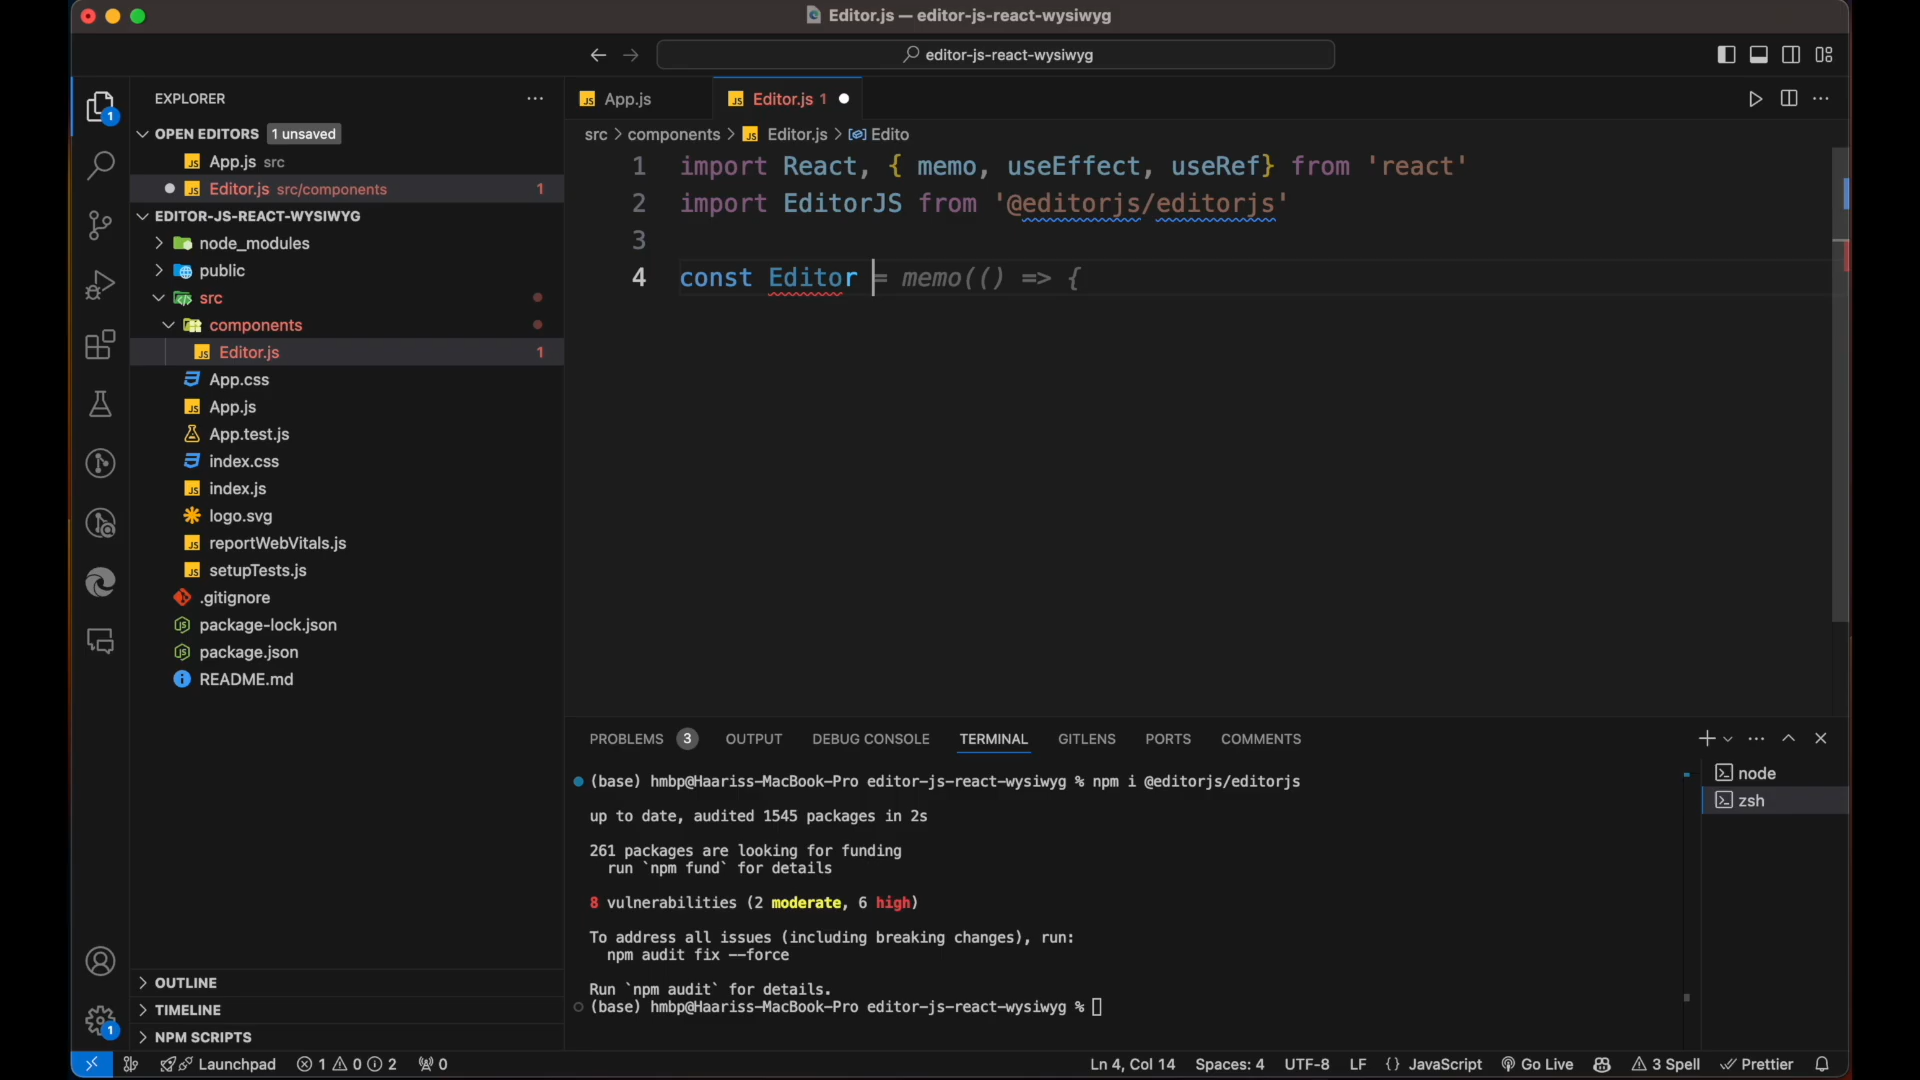 Editor.js — editor-js-react-wysiwyg
editor-js-react-wysiwyg
EXPLORER
OPEN EDITORS 1 unsaved
App.js src
Editor.js src/components 1
EDITOR-JS-REACT-WYSIWYG
node_modules
public
src
components
Editor.js 1
App.css
App.js
App.test.js
index.css
index.js
logo.svg
reportWebVitals.js
setupTests.js
.gitignore
package-lock.json
package.json
README.md
OUTLINE
TIMELINE
NPM SCRIPTS
1
1
App.js
Editor.js 1
src > components > Editor.js > Edito
1 import React, { memo, useEffect, useRef} from 'react'
2 import EditorJS from '@editorjs/editorjs'
3
4 const Editor = memo(() => {
PROBLEMS 3 OUTPUT DEBUG CONSOLE TERMINAL GITLENS PORTS COMMENTS
(base) hmbp@Haariss-MacBook-Pro editor-js-react-wysiwyg % npm i @editorjs/editorjs
up to date, audited 1545 packages in 2s
261 packages are looking for funding
run `npm fund` for details
8 vulnerabilities (2 moderate, 6 high)
To address all issues (including breaking changes), run:
npm audit fix --force
Run `npm audit` for details.
(base) hmbp@Haariss-MacBook-Pro editor-js-react-wysiwyg %
node
zsh
Launchpad 1 0 2 0 Ln 4, Col 14 Spaces: 4 UTF-8 LF {} JavaScript Go Live 3 Spell Prettier